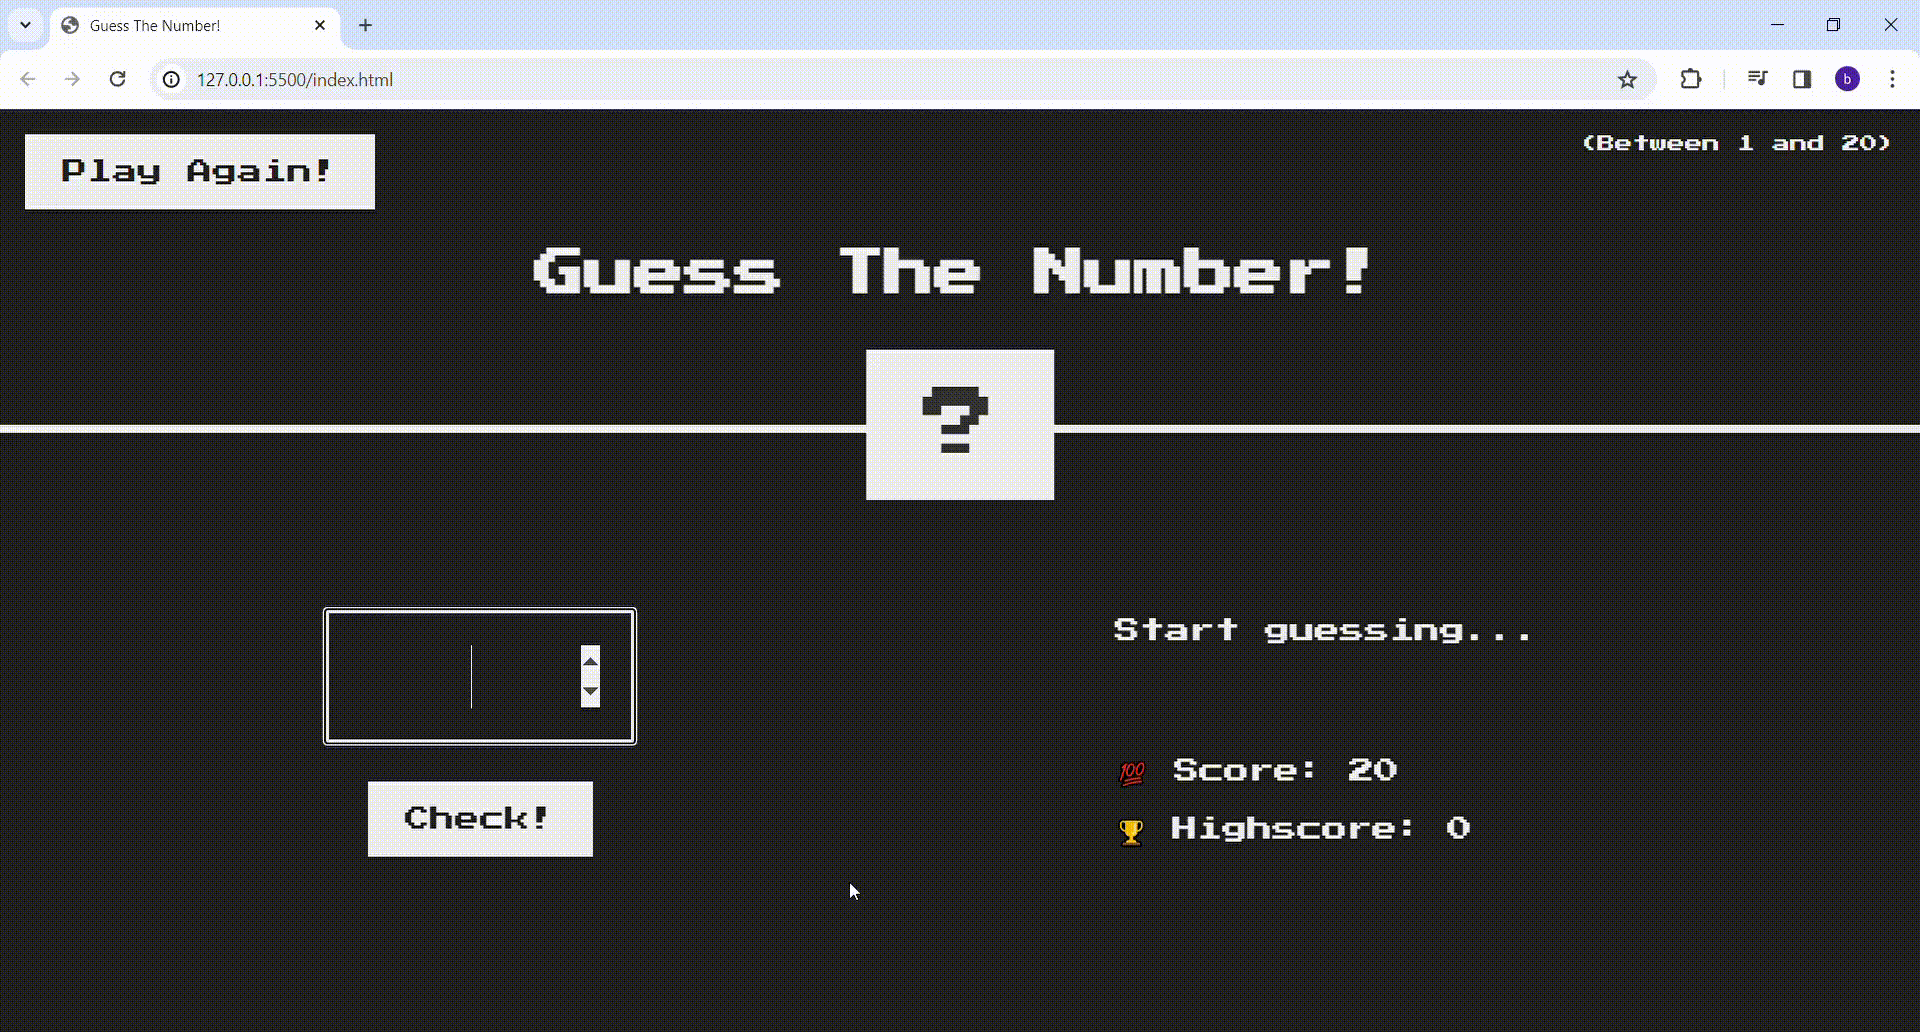 Guess The Number!
127.0.0.1:5500/index.html
b
Play Again!
(Between 1 and 20)
Guess The Number!
?
Start guessing...
💯 Score: 20
Check!
🏆 Highscore: 0